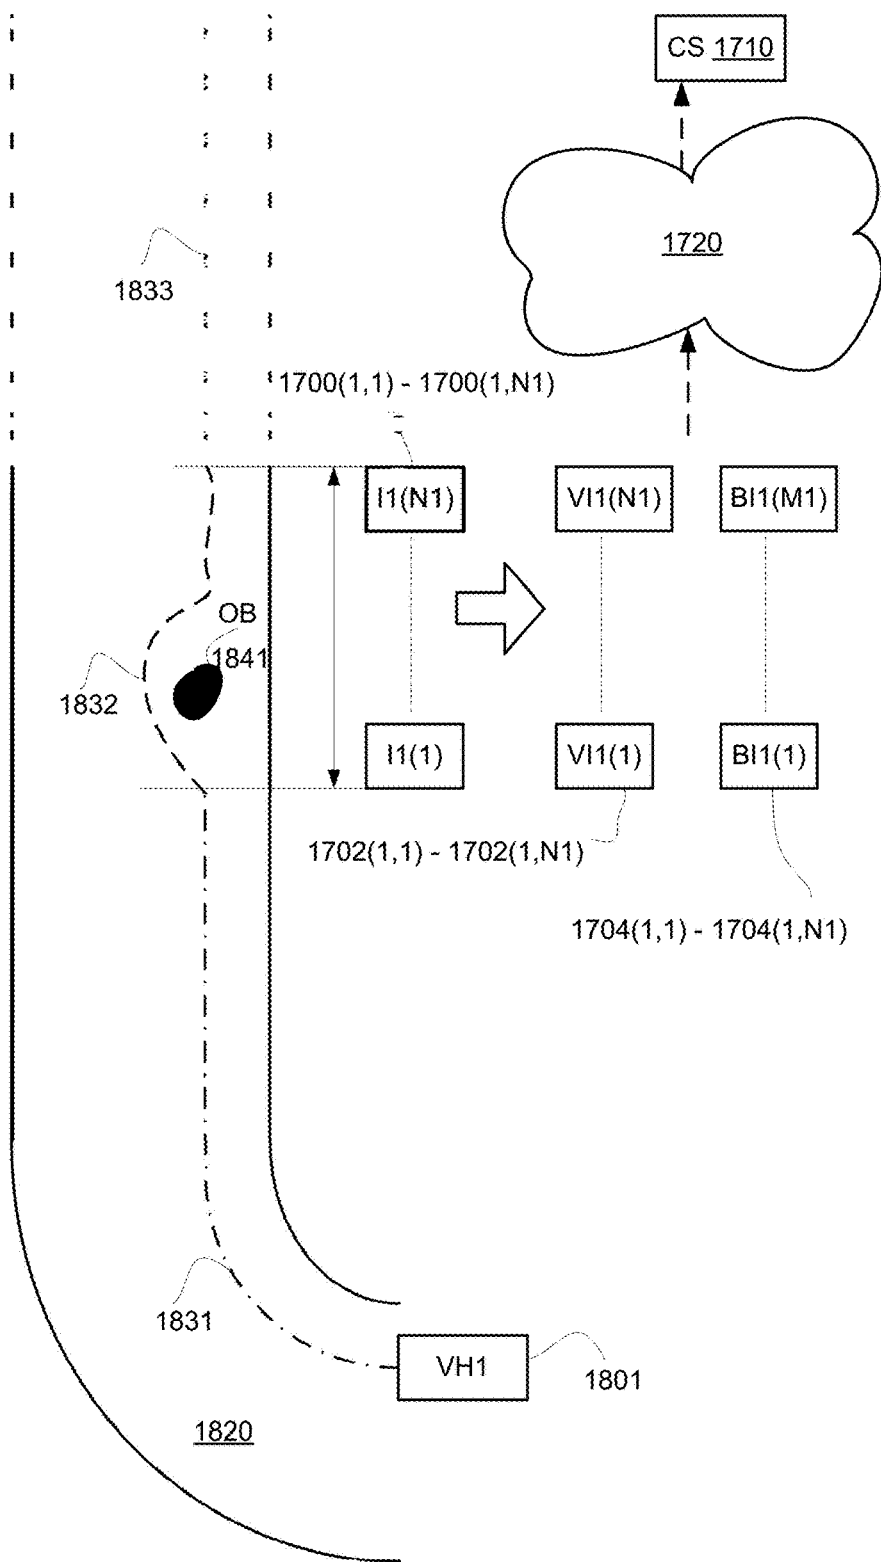 CS 1710
1720
1833
1700(1,1) - 1700(1,N1)
I1(N1)
VI1(N1)
BI1(M1)
OB
1841
1832
I1(1)
VI1(1)
BI1(1)
1702(1,1) - 1702(1,N1)
1704(1,1) - 1704(1,N1)
1831
VH1
1801
1820